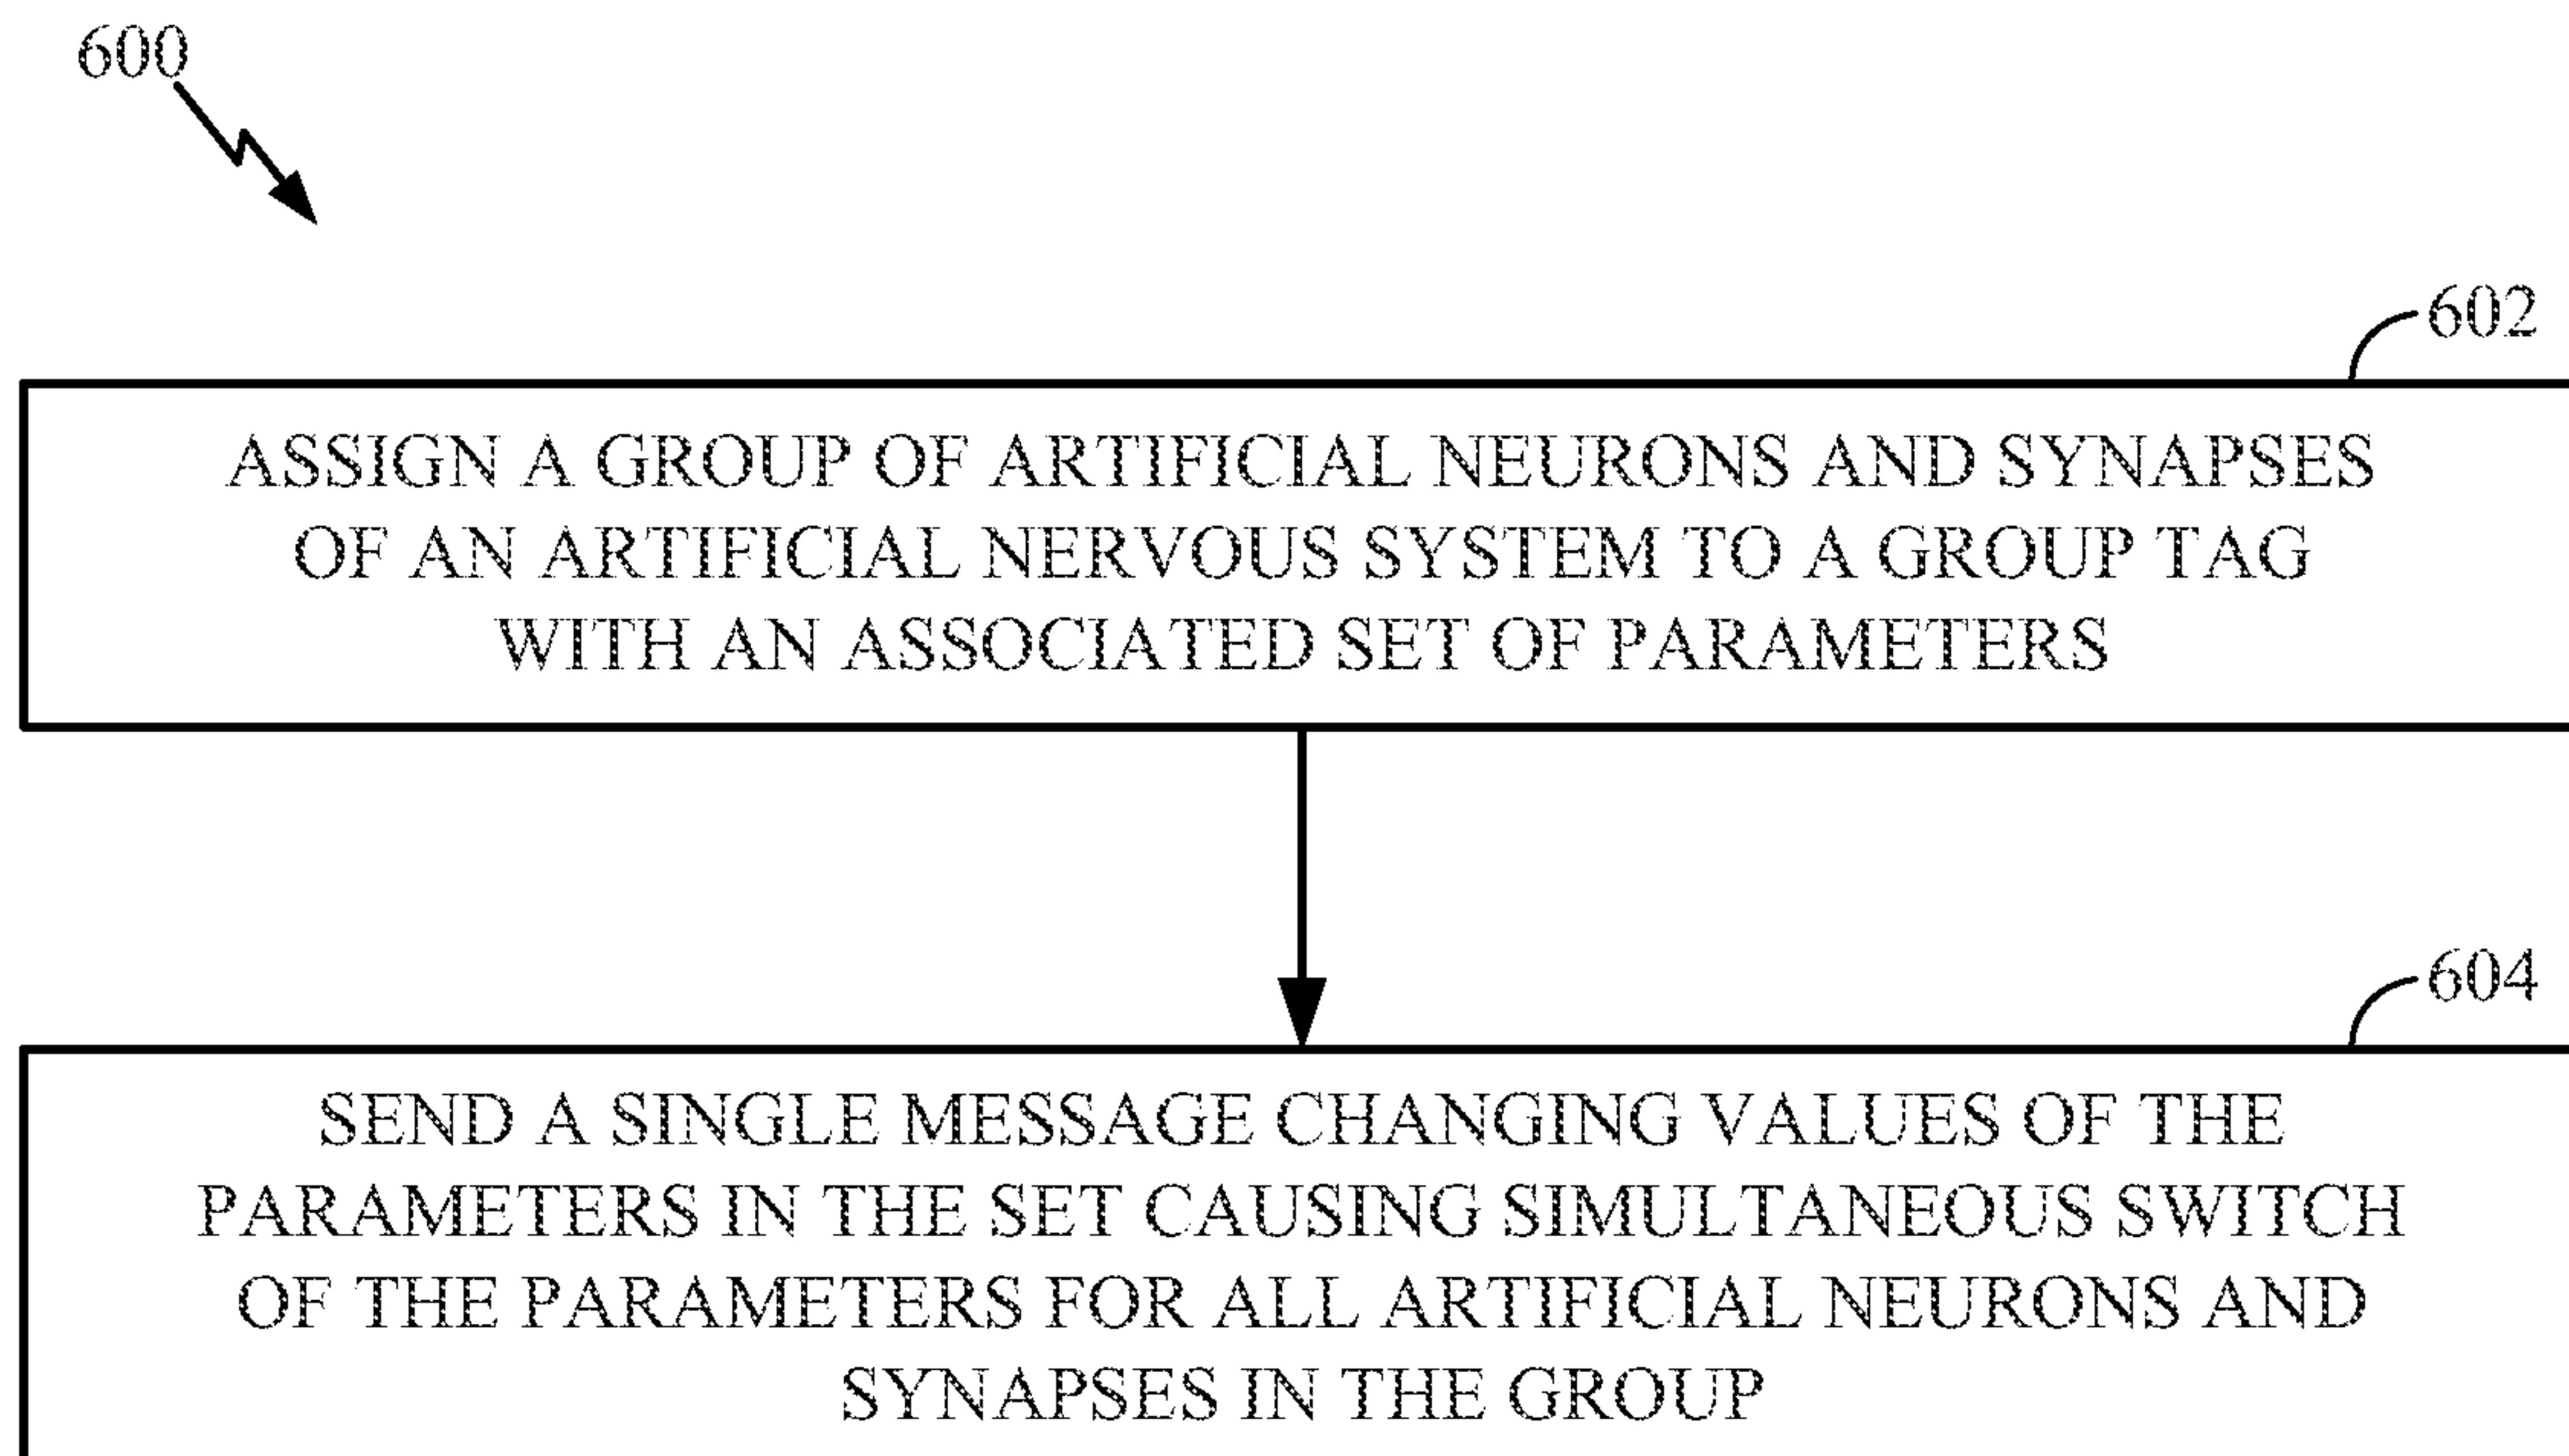 600
602
ASSIGN A GROUP OF ARTIFICIAL NEURONS AND SYNAPSES
OF AN ARTIFICIAL NERVOUS SYSTEM TO A GROUP TAG
WITH AN ASSOCIATED SET OF PARAMETERS
604
SEND A SINGLE MESSAGE CHANGING VALUES OF THE
PARAMETERS IN THE SET CAUSING SIMULTANEOUS SWITCH
OF THE PARAMETERS FOR ALL ARTIFICIAL NEURONS AND
SYNAPSES IN THE GROUP